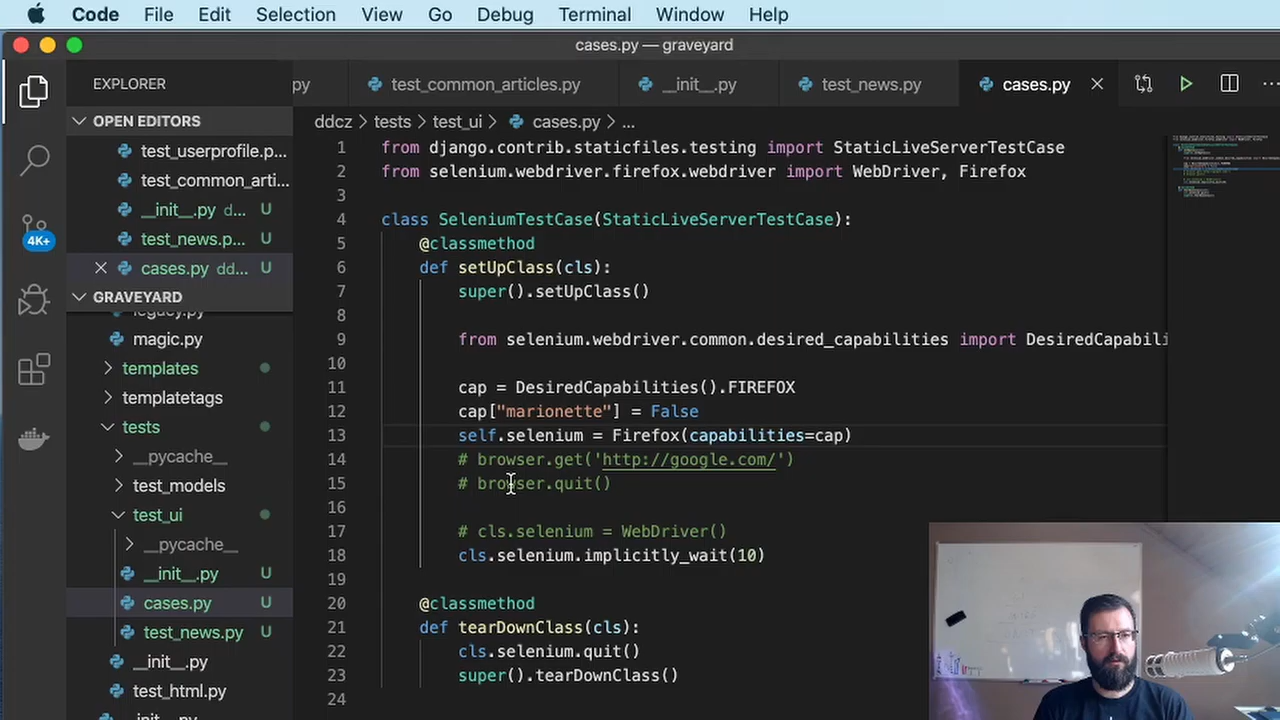 Code File Edit Selection View Go Debug Terminal Window Help
cases.py — graveyard
EXPLORER
OPEN EDITORS
test_userprofile.p...
test_common_arti...
__init__.py d... U
test_news.p... U
cases.py dd... U
4K+
GRAVEYARD
legacy.py
magic.py
templates
templatetags
tests
__pycache__
test_models
test_ui
__pycache__
__init__.py U
cases.py U
test_news.py U
__init__.py
test_html.py
__init__.py
py test_common_articles.py __init__.py test_news.py cases.py
ddcz > tests > test_ui > cases.py > ...
1 from django.contrib.staticfiles.testing import StaticLiveServerTestCase
2 from selenium.webdriver.firefox.webdriver import WebDriver, Firefox
3
4 class SeleniumTestCase(StaticLiveServerTestCase):
5 @classmethod
6 def setUpClass(cls):
7 super().setUpClass()
8
9 from selenium.webdriver.common.desired_capabilities import DesiredCapabili
10
11 cap = DesiredCapabilities().FIREFOX
12 cap["marionette"] = False
13 self.selenium = Firefox(capabilities=cap)
14 # browser.get('http://google.com/')
15 # browser.quit()
16
17 # cls.selenium = WebDriver()
18 cls.selenium.implicitly_wait(10)
19
20 @classmethod
21 def tearDownClass(cls):
22 cls.selenium.quit()
23 super().tearDownClass()
24